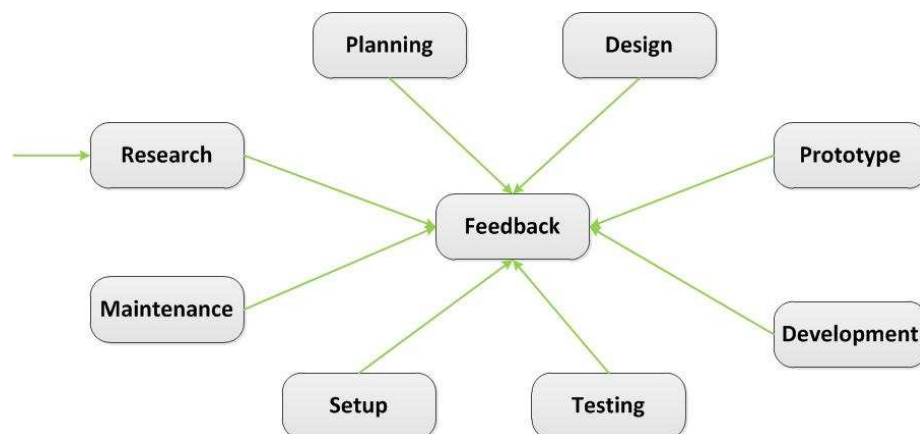 Planning
Design
Research
Prototype
Feedback
Maintenance
Development
Setup
Testing